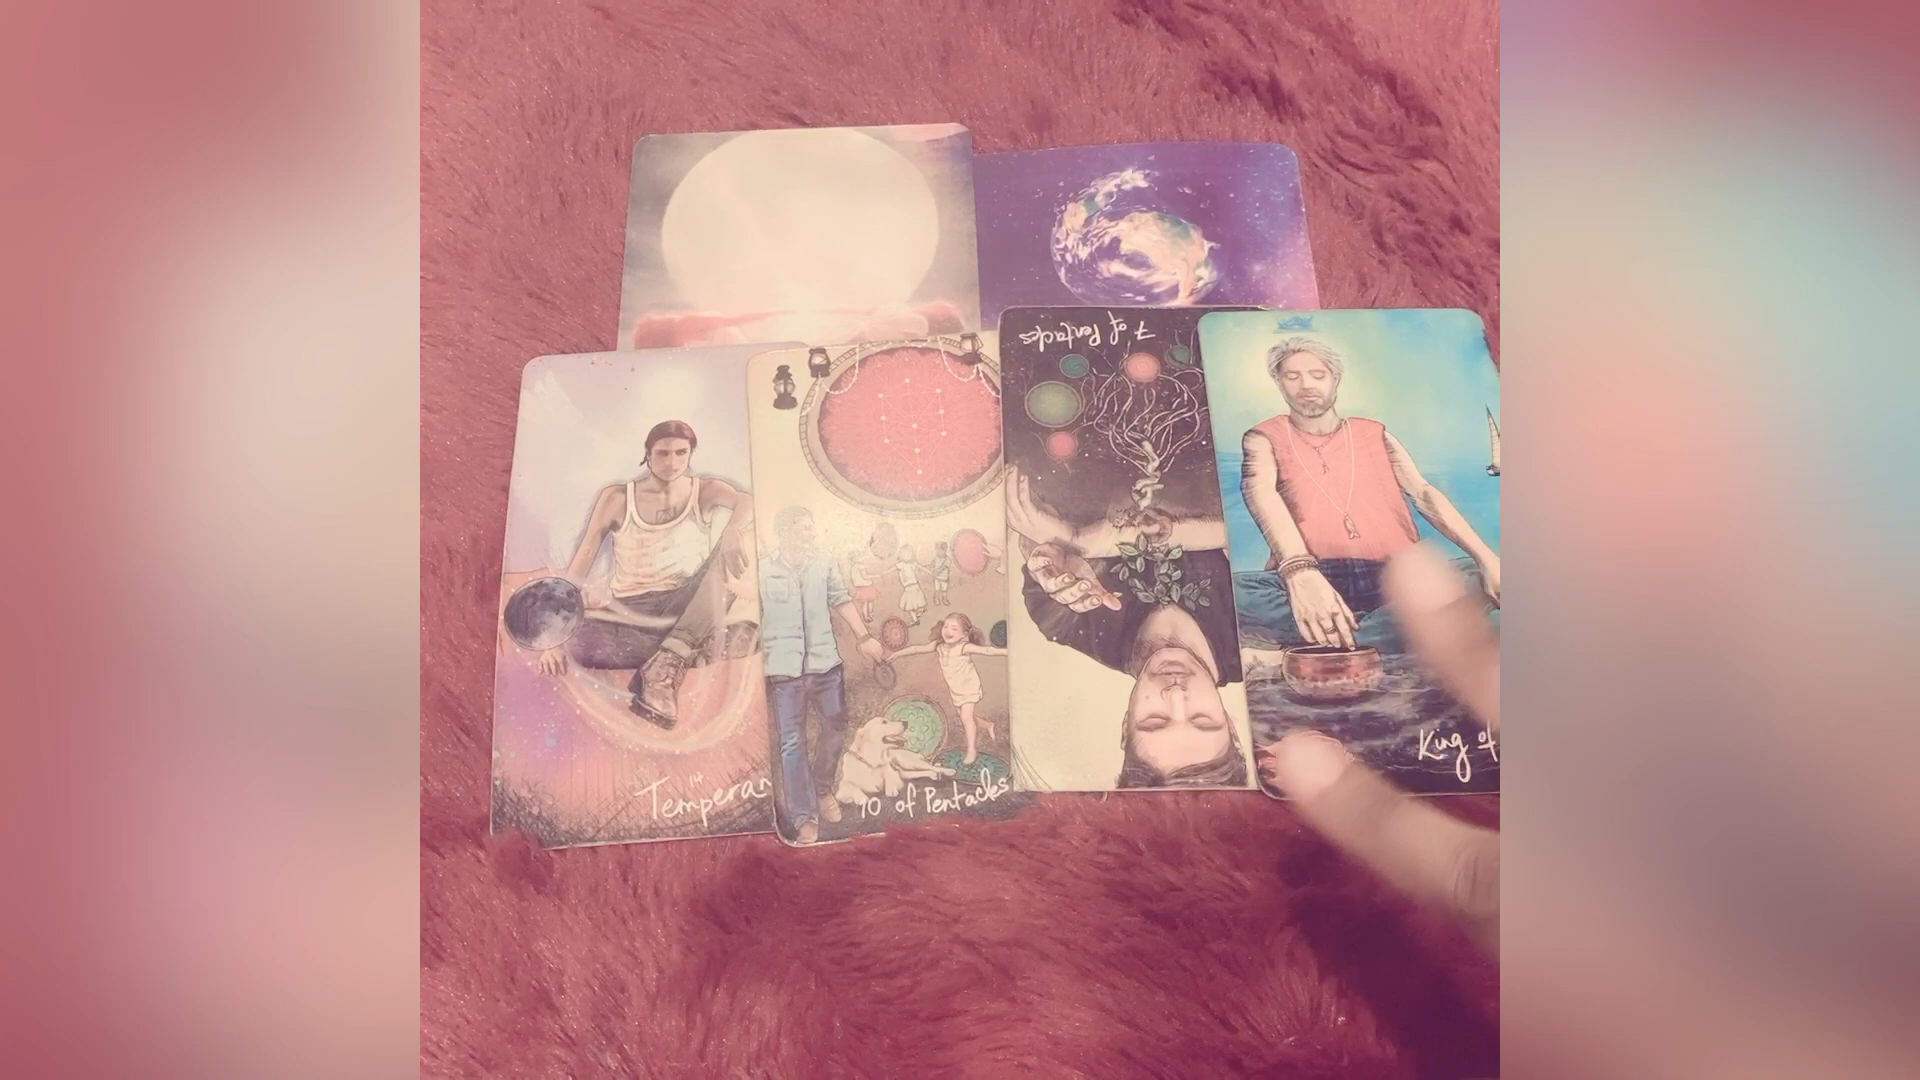 7 of Pentacles
14
Temperan
10 of Pentacles
King of